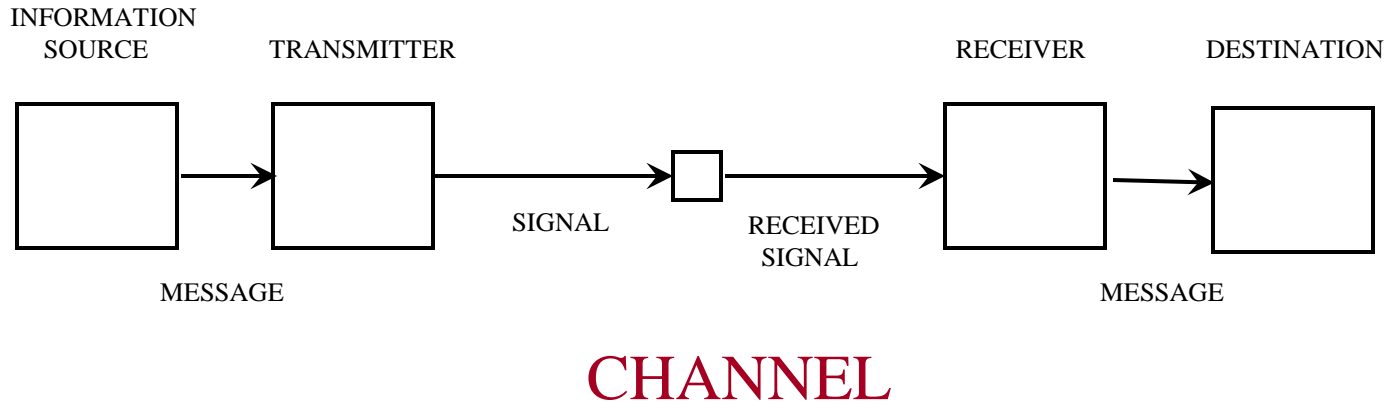 INFORMATION
SOURCE
TRANSMITTER
RECEIVER
DESTINATION
SIGNAL
RECEIVED
SIGNAL
MESSAGE
MESSAGE
CHANNEL